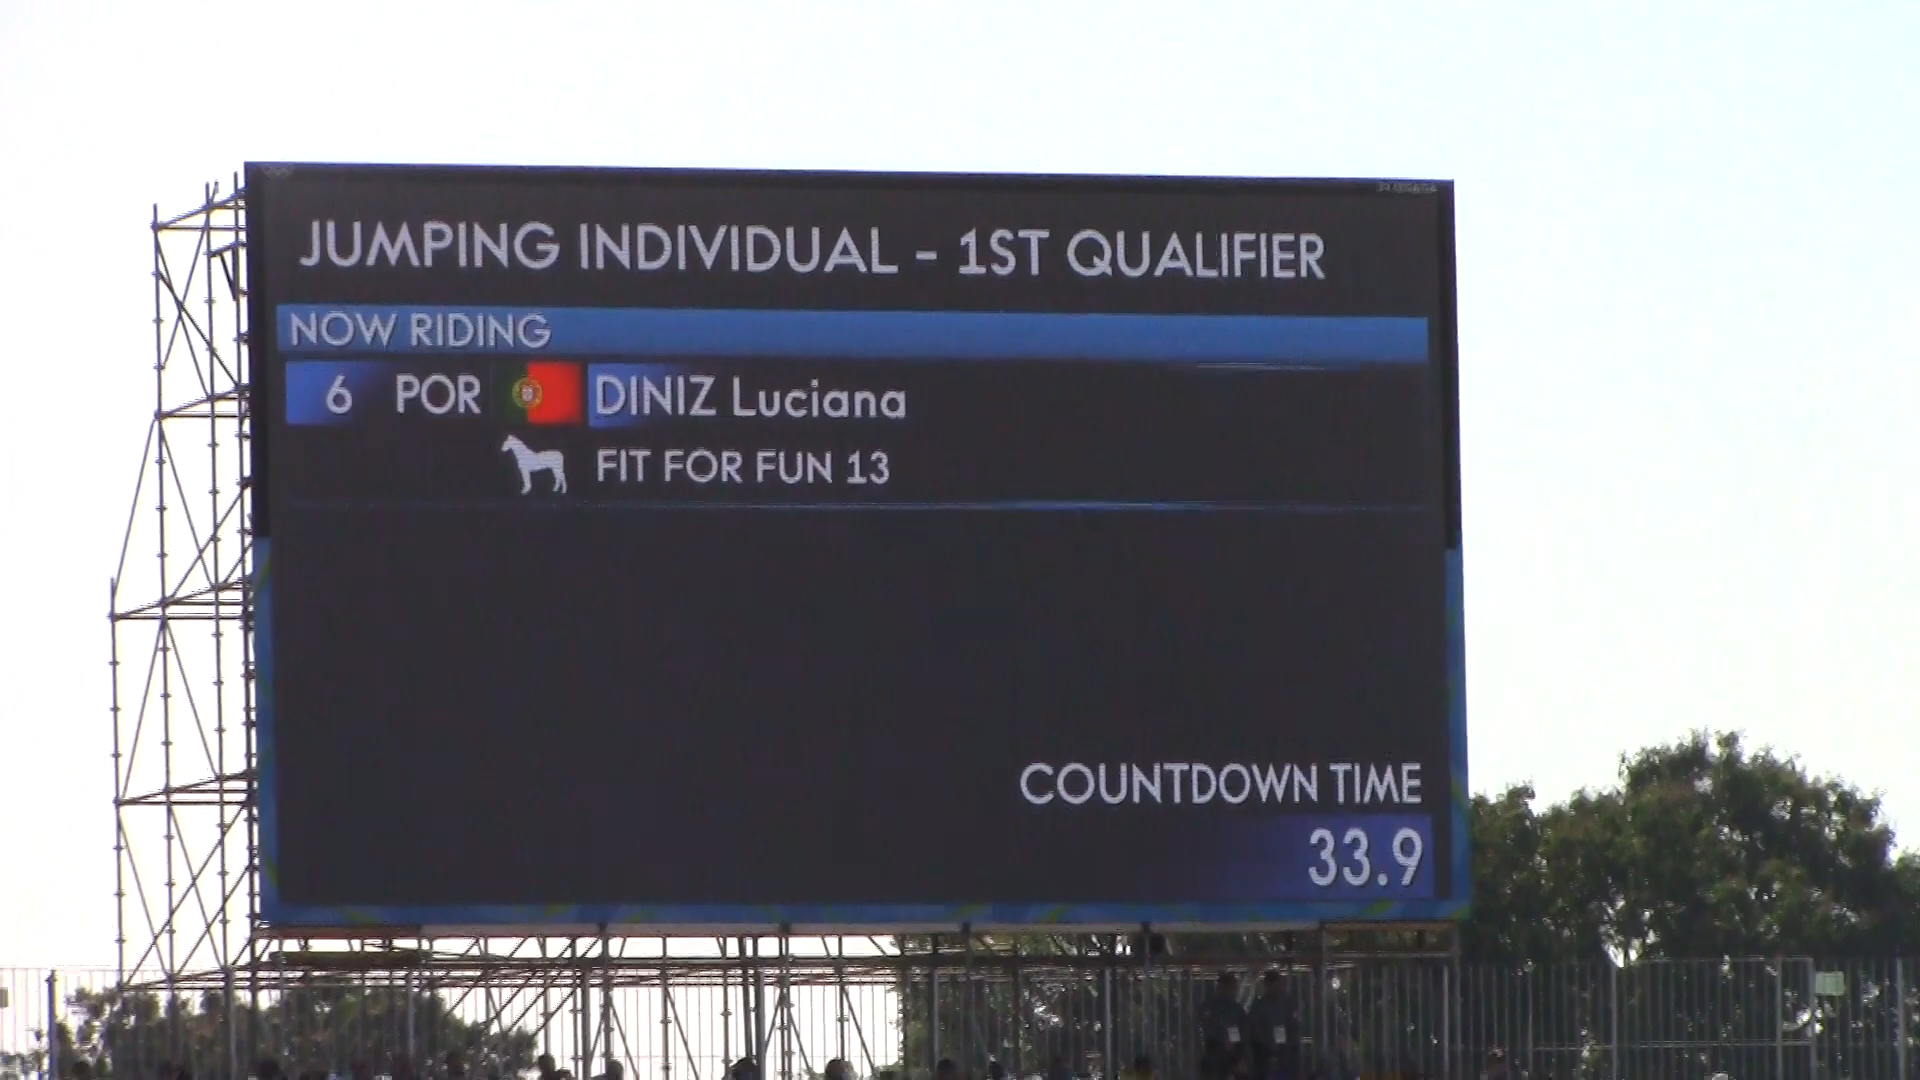 JUMPING INDIVIDUAL - 1ST QUALIFIER
NOW RIDING
6 POR DINIZ Luciana
FIT FOR FUN 13
COUNTDOWN TIME
33.9